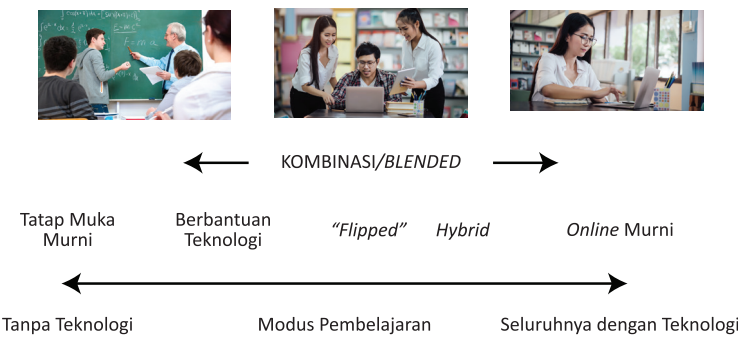 KOMBINASI/BLENDED
Tatap Muka
Murni
Berbantuan
Teknologi
“Flipped”
Hybrid
Online Murni
Tanpa Teknologi
Modus Pembelajaran
Seluruhnya dengan Teknologi